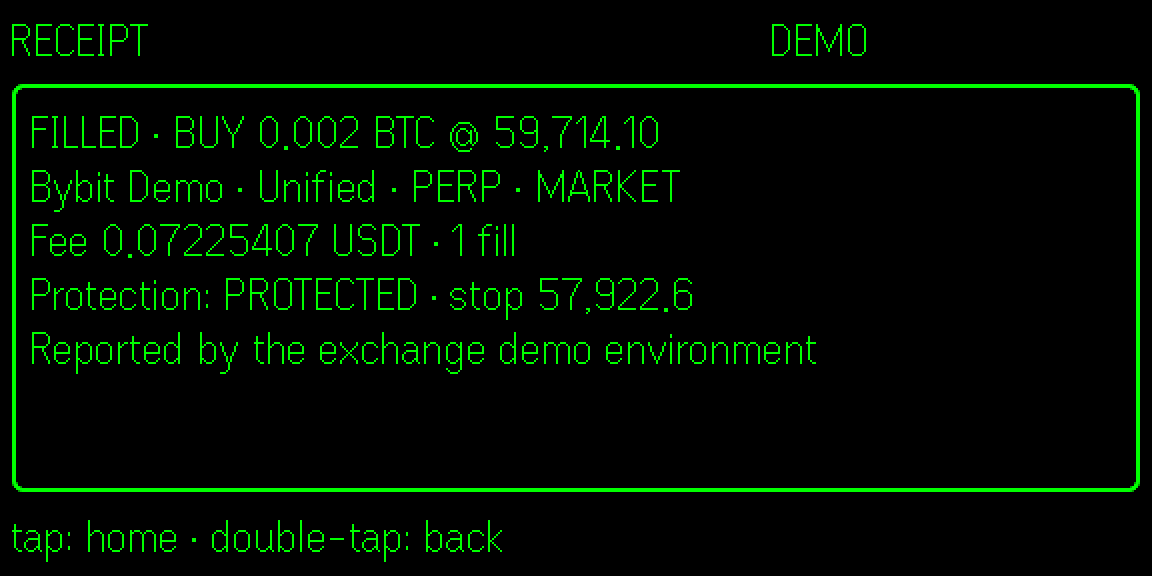 RECEIPT DEMO
FILLED · BUY 0.002 BTC @ 59,714.10
Bybit Demo · Unified · PERP · MARKET
Fee 0.07225407 USDT · 1 fill
Protection: PROTECTED · stop 57,922.6
Reported by the exchange demo environment
tap: home · double-tap: back